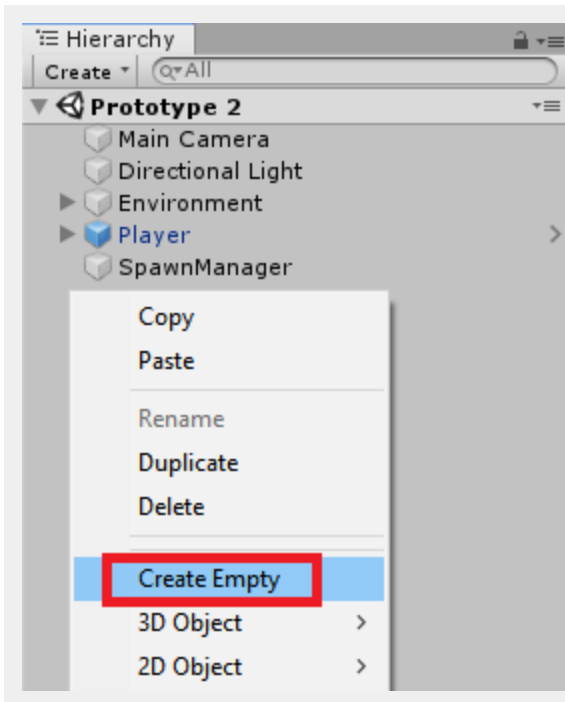 Hierarchy
Create All
Prototype 2
Main Camera
Directional Light
Environment
Player
SpawnManager
Copy
Paste
Rename
Duplicate
Delete
Create Empty
3D Object
2D Object